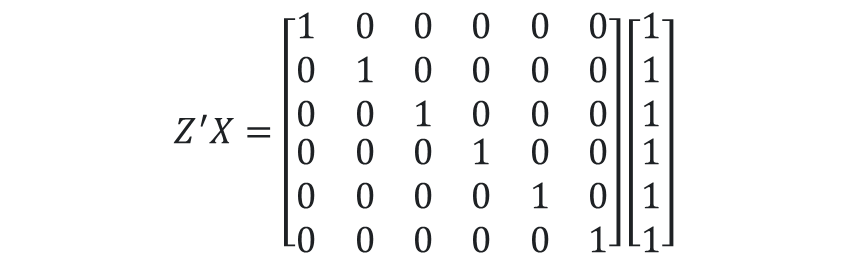 1 0 0 0 0 0 1
0 1 0 0 0 0 1
0 0 1 0 0 0 1
Z′X =
0 0 0 1 0 0 1
0 0 0 0 1 0 1
0 0 0 0 0 1 1